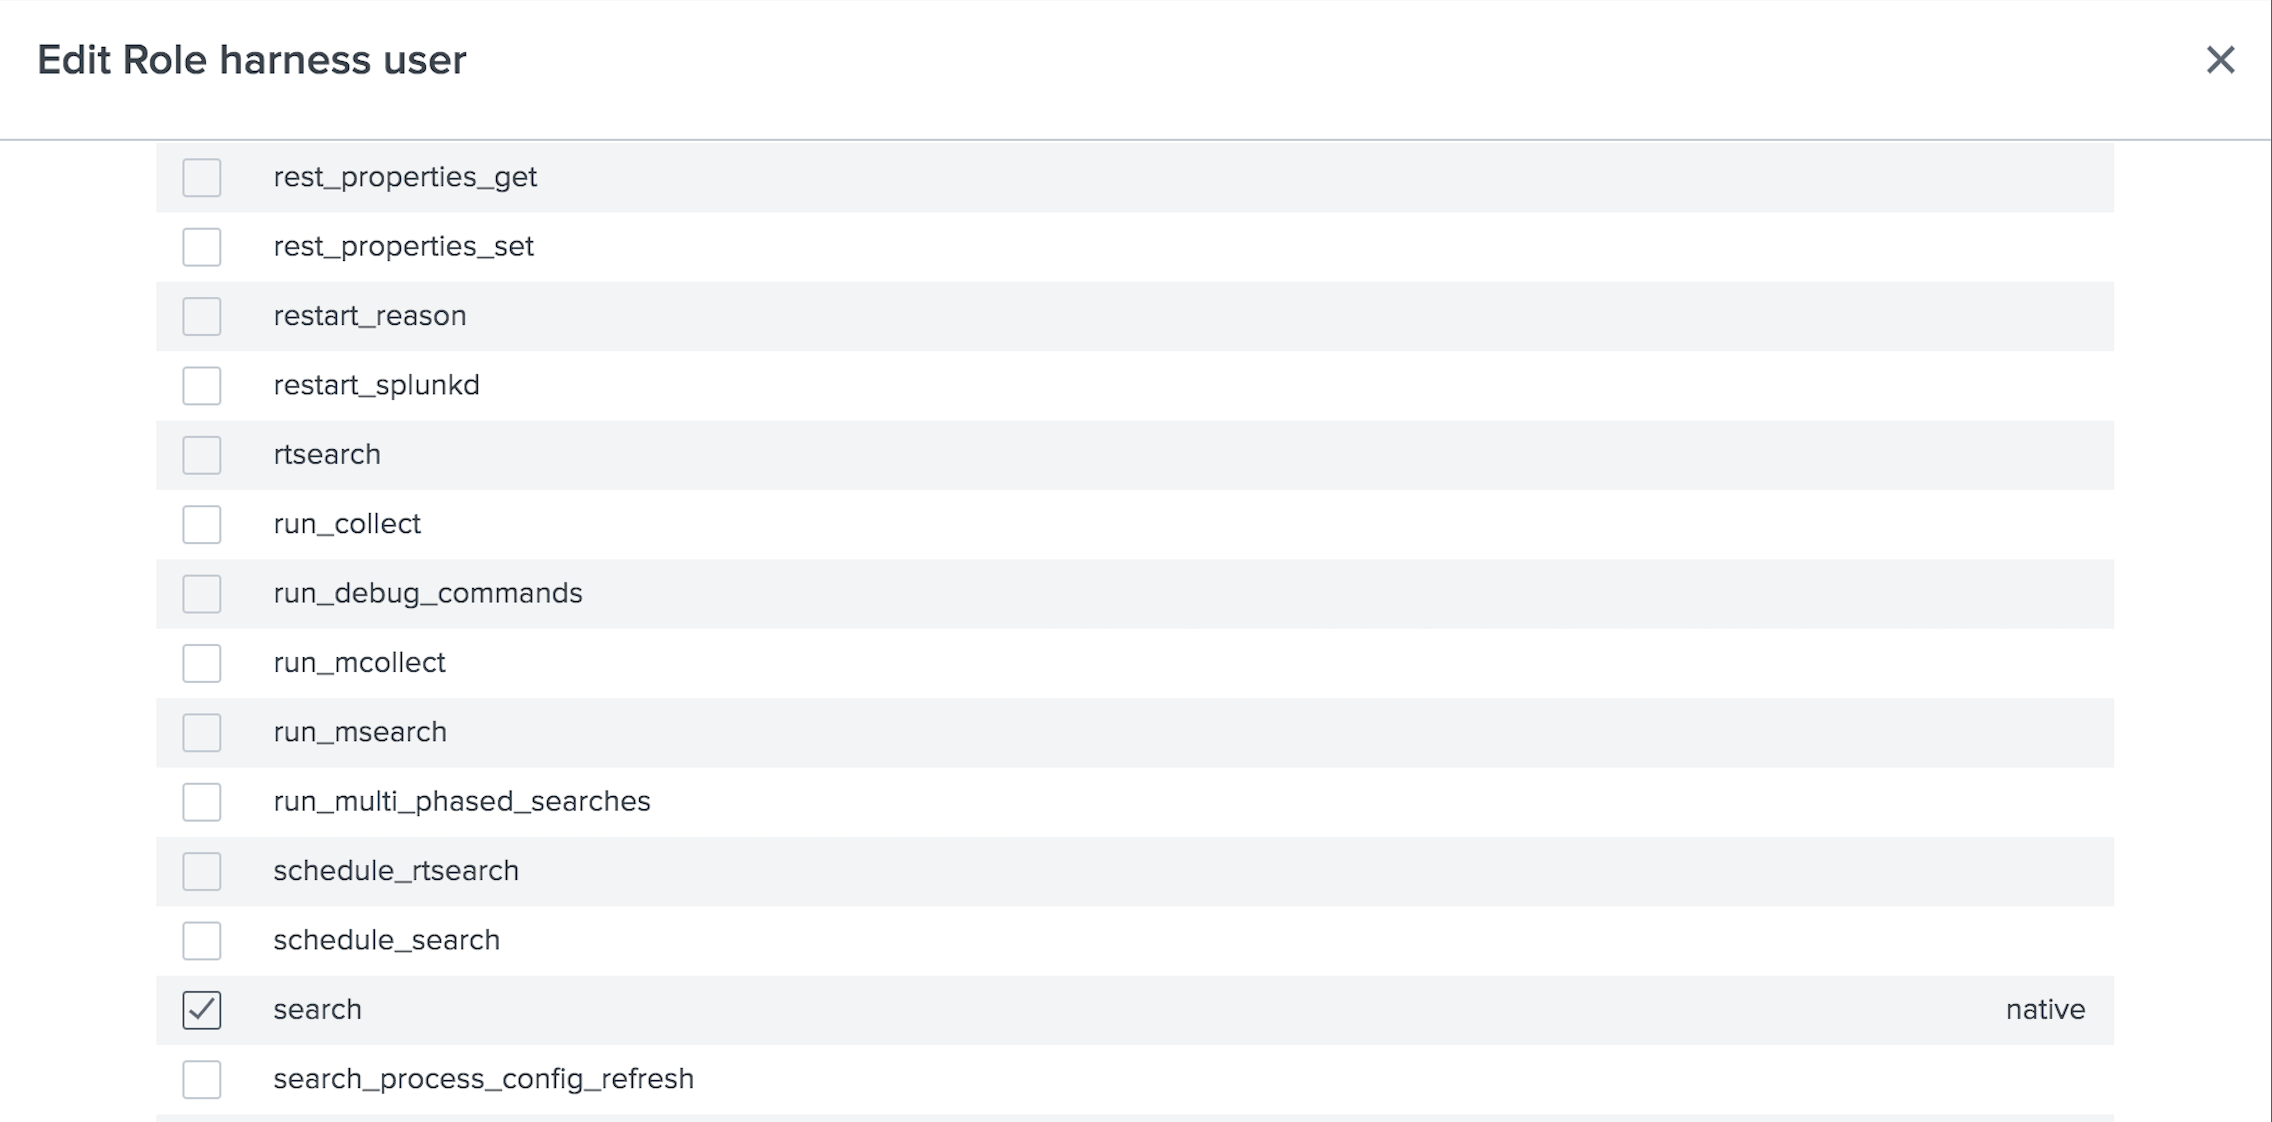 Edit Role harness user
rest_properties_get
rest_properties_set
restart_reason
restart_splunkd
rtsearch
run_collect
run_debug_commands
run_mcollect
run_msearch
run_multi_phased_searches
schedule_rtsearch
schedule_search
search native
search_process_config_refresh